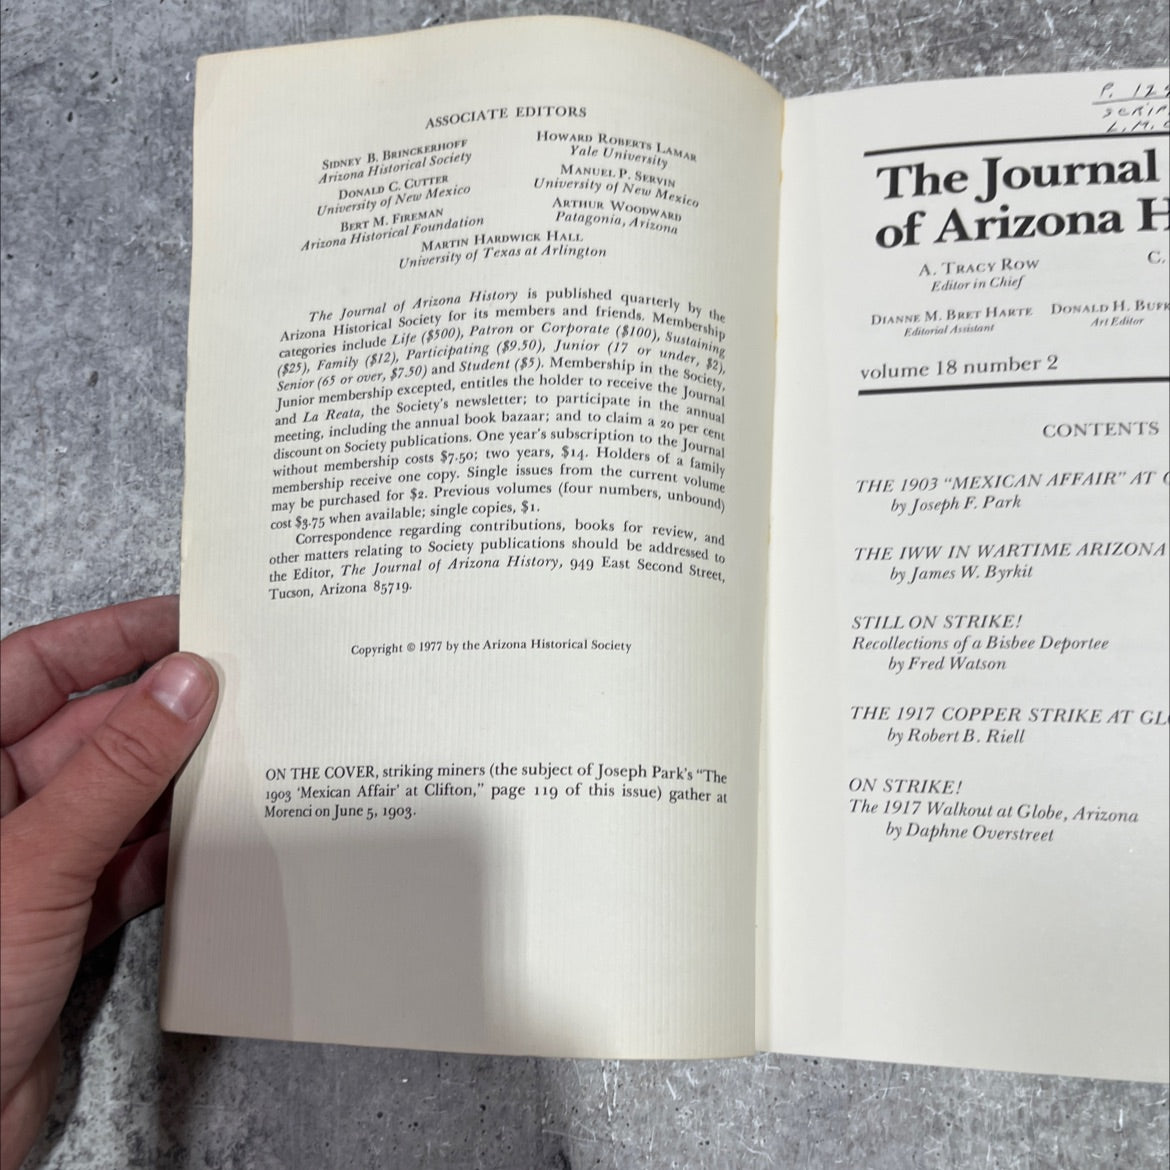 ASSOCIATE EDITORS
SIDNEY B. BRINCKERHOFF
Arizona Historical Society
DONALD C. CUTTER
University of New Mexico
BERT M. FIREMAN
Arizona Historical Foundation
HOWARD ROBERTS LAMAR
Yale University
MANUEL P. SERVIN
University of New Mexico
ARTHUR WOODWARD
Patagonia, Arizona
MARTIN HARDWICK HALL
University of Texas at Arlington
The Journal of Arizona History is published quarterly by the
Arizona Historical Society for its members and friends. Membership
categories include Life ($500), Patron or Corporate ($100), Sustaining
($25), Family ($12), Participating ($9.50), Junior (17 or under, $2),
Senior (65 or over, $7.50) and Student ($5). Membership in the Society,
Junior membership excepted, entitles the holder to receive the Journal
and La Reata, the Society's newsletter; to participate in the annual
meeting, including the annual book bazaar; and to claim a 20 per cent
discount on Society publications. One year's subscription to the Journal
without membership costs $7.50; two years, $14. Holders of a family
membership receive one copy. Single issues from the current volume
may be purchased for $2. Previous volumes (four numbers, unbound)
cost $3.75 when available; single copies, $1.
Correspondence regarding contributions, books for review, and
other matters relating to Society publications should be addressed to
the Editor, The Journal of Arizona History, 949 East Second Street,
Tucson, Arizona 85719.
Copyright © 1977 by the Arizona Historical Society
ON THE COVER, striking miners (the subject of Joseph Park's "The
1903 'Mexican Affair' at Clifton," page 119 of this issue) gather at
Morenci on June 5, 1903.
P. 122
SCRIP
L.M.
The Journal
of Arizona H
A. TRACY ROW
Editor in Chief
C.
DIANNE M. BRET HARTE
Editorial Assistant
DONALD H. BUFK
Art Editor
volume 18 number 2
CONTENTS
THE 1903 "MEXICAN AFFAIR" AT C
by Joseph F. Park
THE IWW IN WARTIME ARIZONA
by James W. Byrkit
STILL ON STRIKE!
Recollections of a Bisbee Deportee
by Fred Watson
THE 1917 COPPER STRIKE AT GLO
by Robert B. Riell
ON STRIKE!
The 1917 Walkout at Globe, Arizona
by Daphne Overstreet